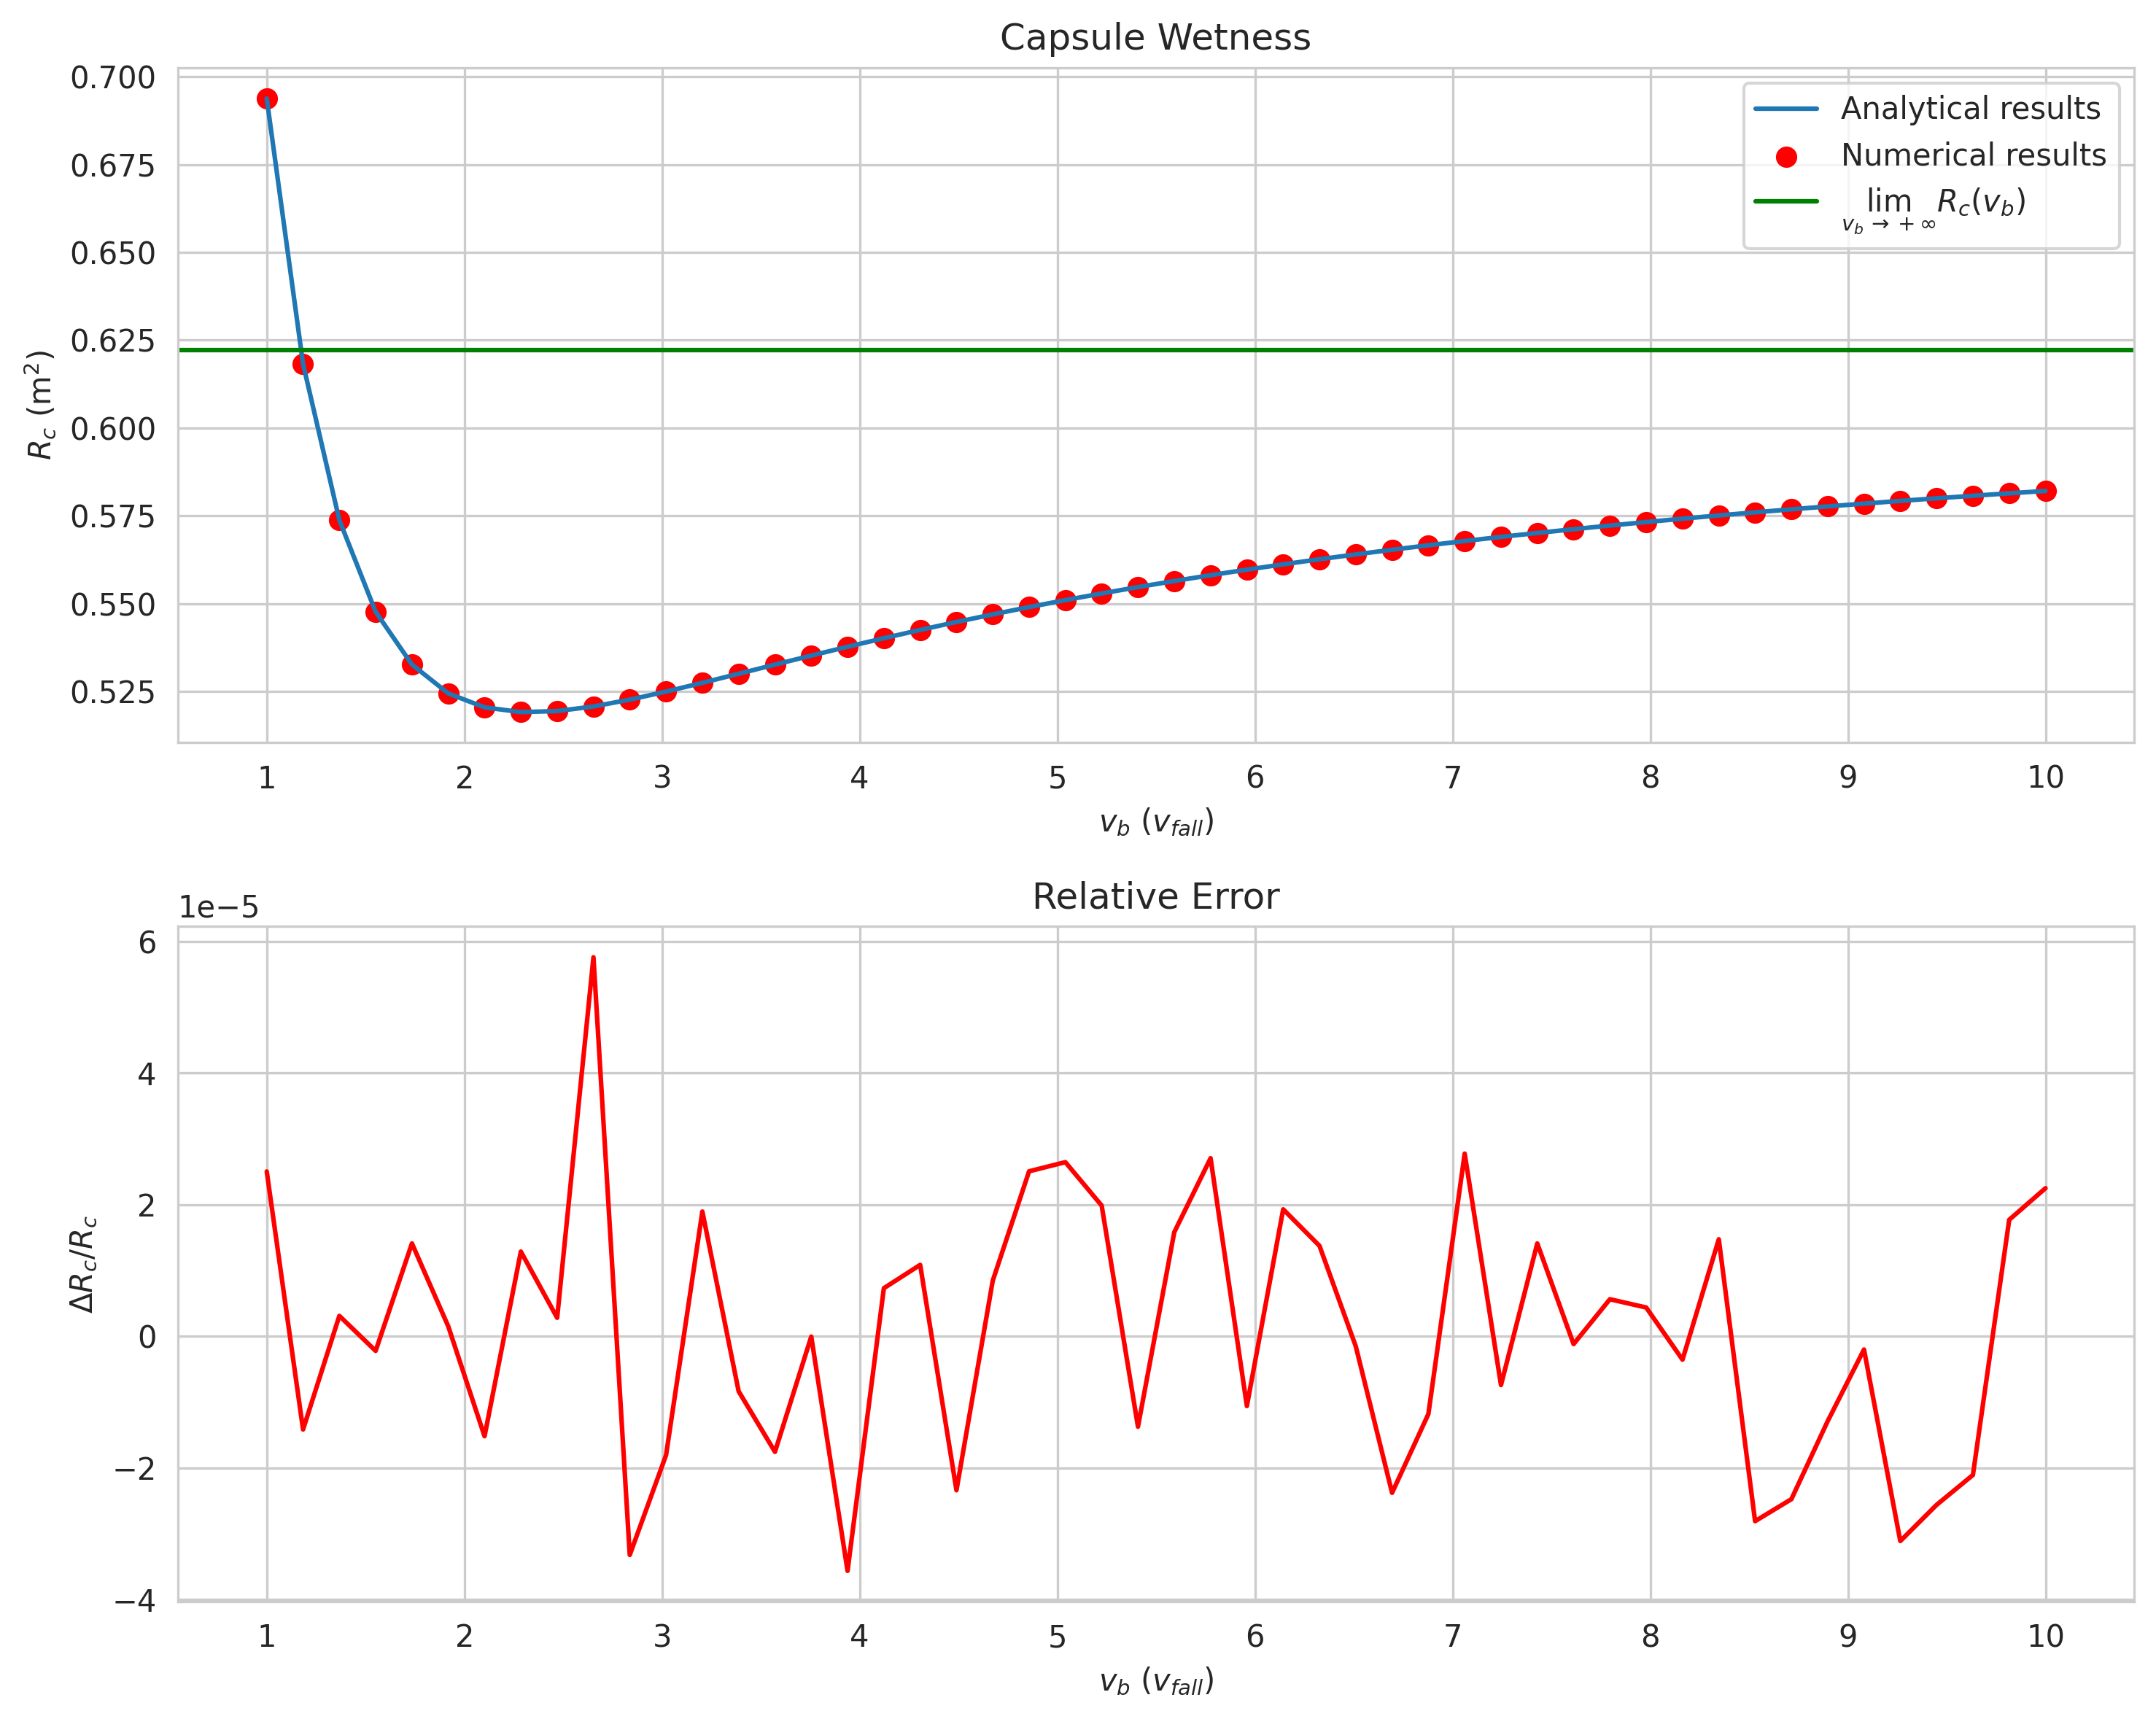 Capsule Wetness
0.700
0.675
0.650
0.625
0.600
0.575
0.550
0.525
R_c (m²)
Analytical results
Numerical results
lim R_c(v_b)
v_b → +∞
1 2 3 4 5 6 7 8 9 10
v_b (v_fall)
Relative Error
1e−5
6
4
2
0
−2
−4
ΔR_c/R_c
1 2 3 4 5 6 7 8 9 10
v_b (v_fall)